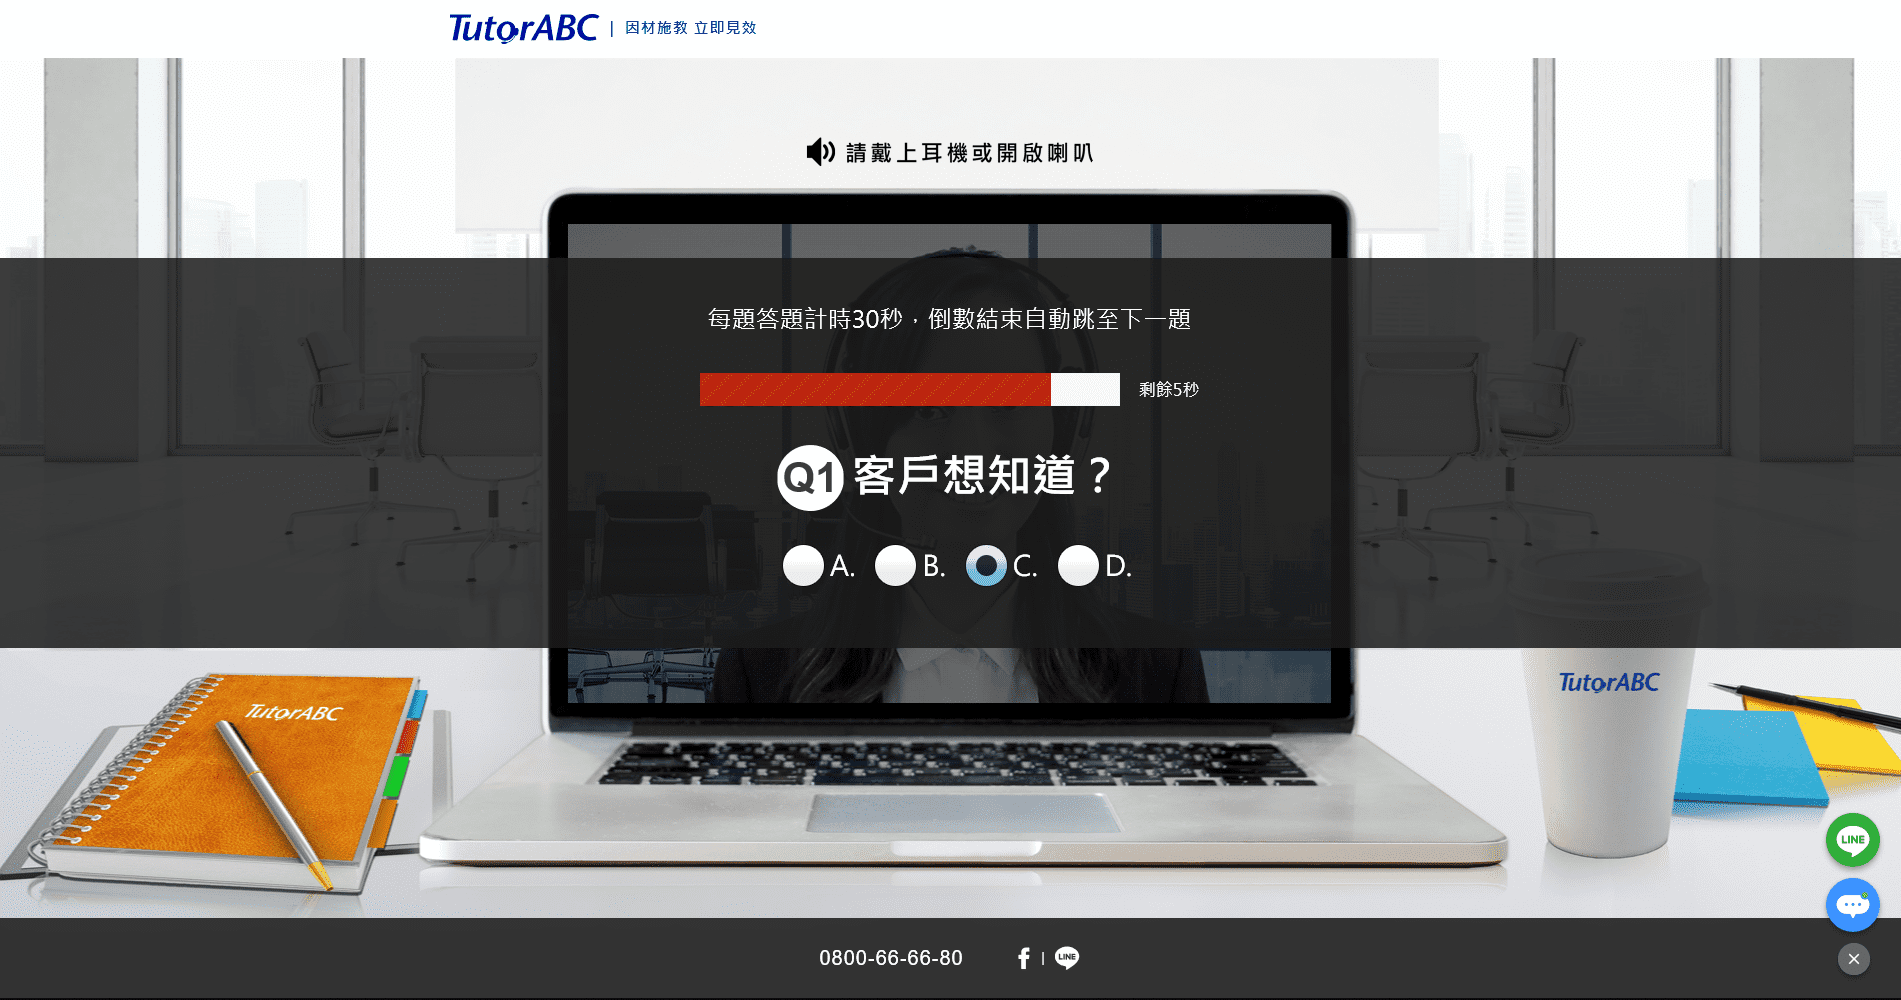 TutorABC | 因材施教 立即見效
請戴上耳機或開啟喇叭
每題答題計時30秒，倒數結束自動跳至下一題
剩餘5秒
Q1 客戶想知道？
A. B. C. D.
TutorABC
TutorABC
LINE
0800-66-66-80 f | LINE